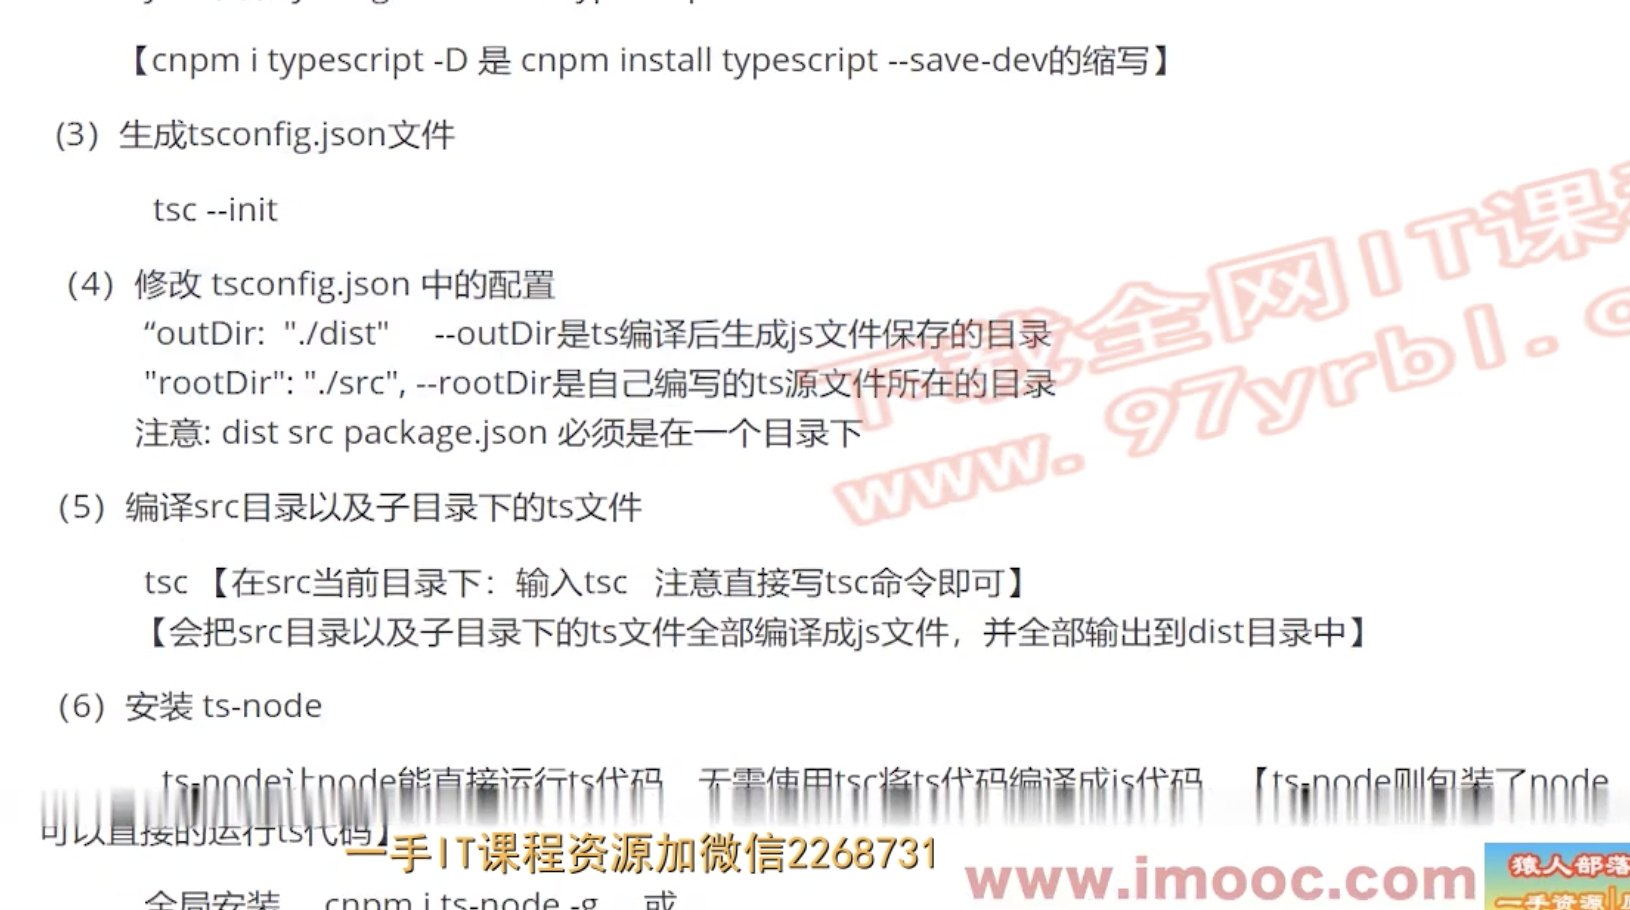 【cnpm i typescript -D 是 cnpm install typescript --save-dev的缩写】
(3）生成tsconfig.json文件
tsc --init
（4）修改 tsconfig.json 中的配置
“outDir: "./dist" --outDir是ts编译后生成js文件保存的目录
"rootDir": "./src", --rootDir是自己编写的ts源文件所在的目录
注意: dist src package.json 必须是在一个目录下
（5）编译src目录以及子目录下的ts文件
tsc 【在src当前目录下：输入tsc 注意直接写tsc命令即可】
【会把src目录以及子目录下的ts文件全部编译成js文件，并全部输出到dist目录中】
（6）安装 ts-node
ts-node让node能直接运行ts代码 无需使用tsc将ts代码编译成js代码 【ts-node则包装了node
可以直接的运行ts代码】
全局安装 cnpm i ts-node -g 或
下载全网IT课
www.97yrbl.
一手IT课程资源加微信2268731
www.imooc.com
猿人部落
一手资源